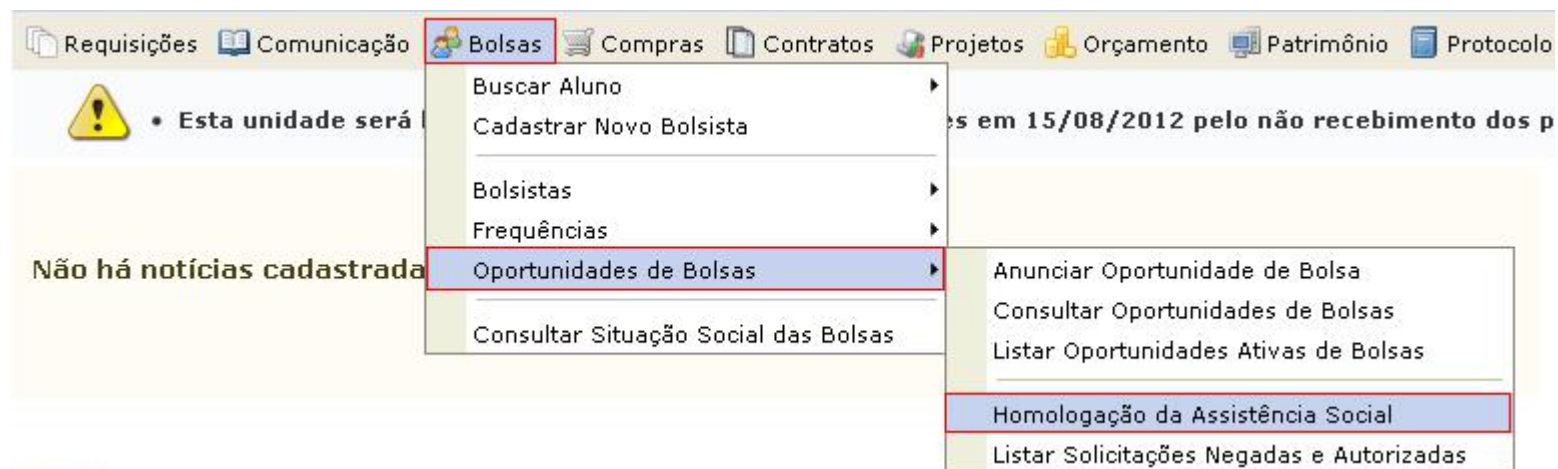 Requisições Comunicação Bolsas Compras Contratos Projetos Orçamento Patrimônio Protocolo
Buscar Aluno
• Esta unidade será
Cadastrar Novo Bolsista
em 15/08/2012 pelo não recebimento dos
Bolsistas
Frequências
Não há notícias
Oportunidades de Bolsas
Anunciar Oportunidade de Bolsa
Consultar Oportunidades de Bolsas
Consultar Situação Social das Bolsas
Listar Oportunidades Ativas de Bolsas
Homologação da Assistência Social
Listar Solicitações Negadas e Autorizadas